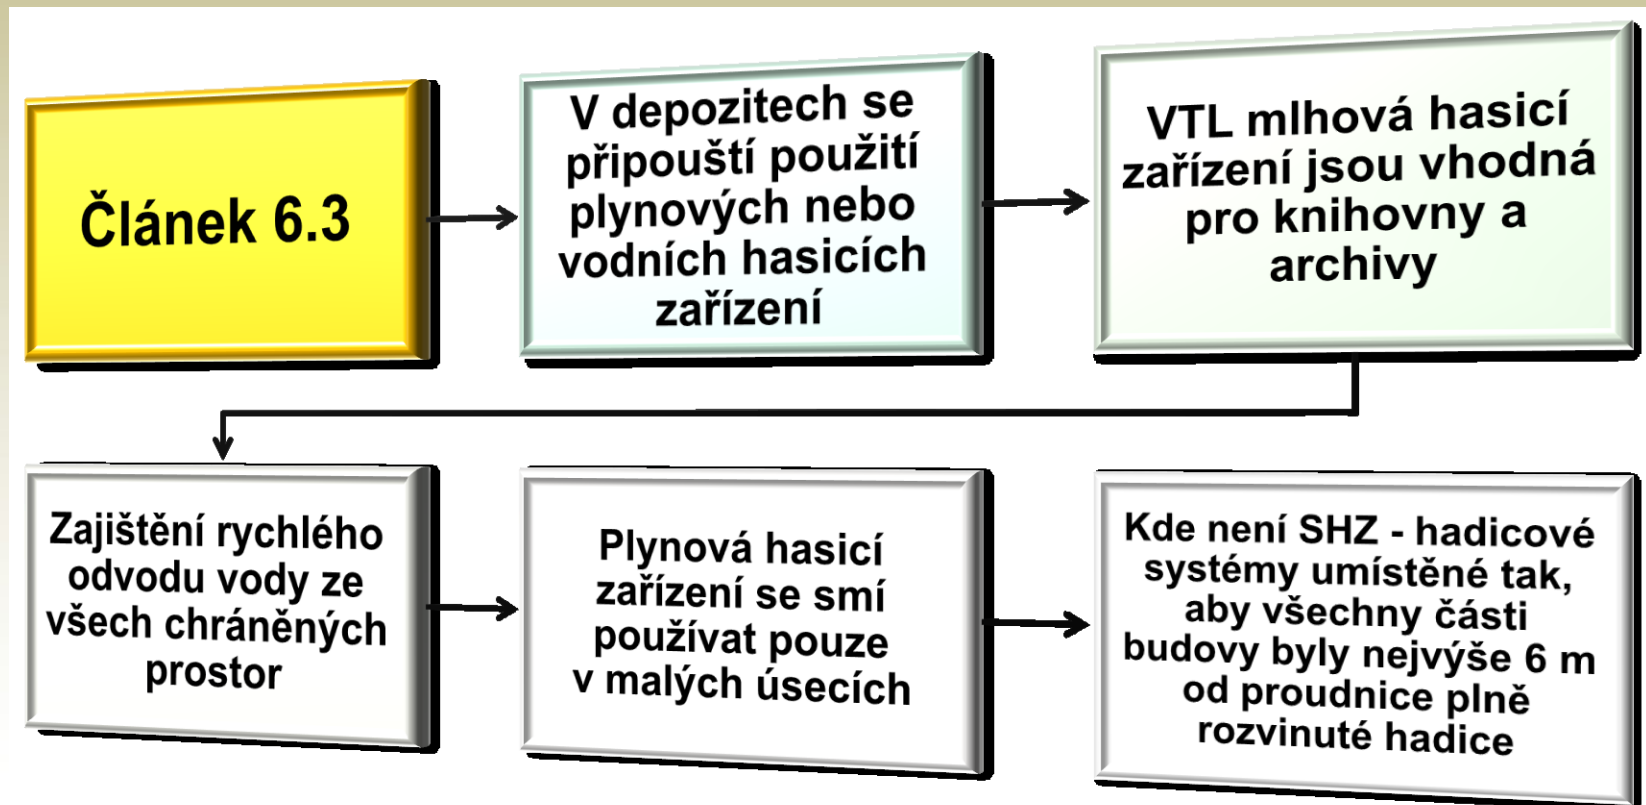 Článek 6.3
V depozitech se
připouští použití
plynových nebo
vodních hasicích
zařízení
VTL mlhová hasicí
zařízení jsou vhodná
pro knihovny a
archivy
Zajištění rychlého
odvodu vody ze
všech chráněných
prostor
Plynová hasicí
zařízení se smí
používat pouze
v malých úsecích
Kde není SHZ - hadicové
systémy umístěné tak,
aby všechny části
budovy byly nejvýše 6 m
od proudnice plně
rozvinuté hadice